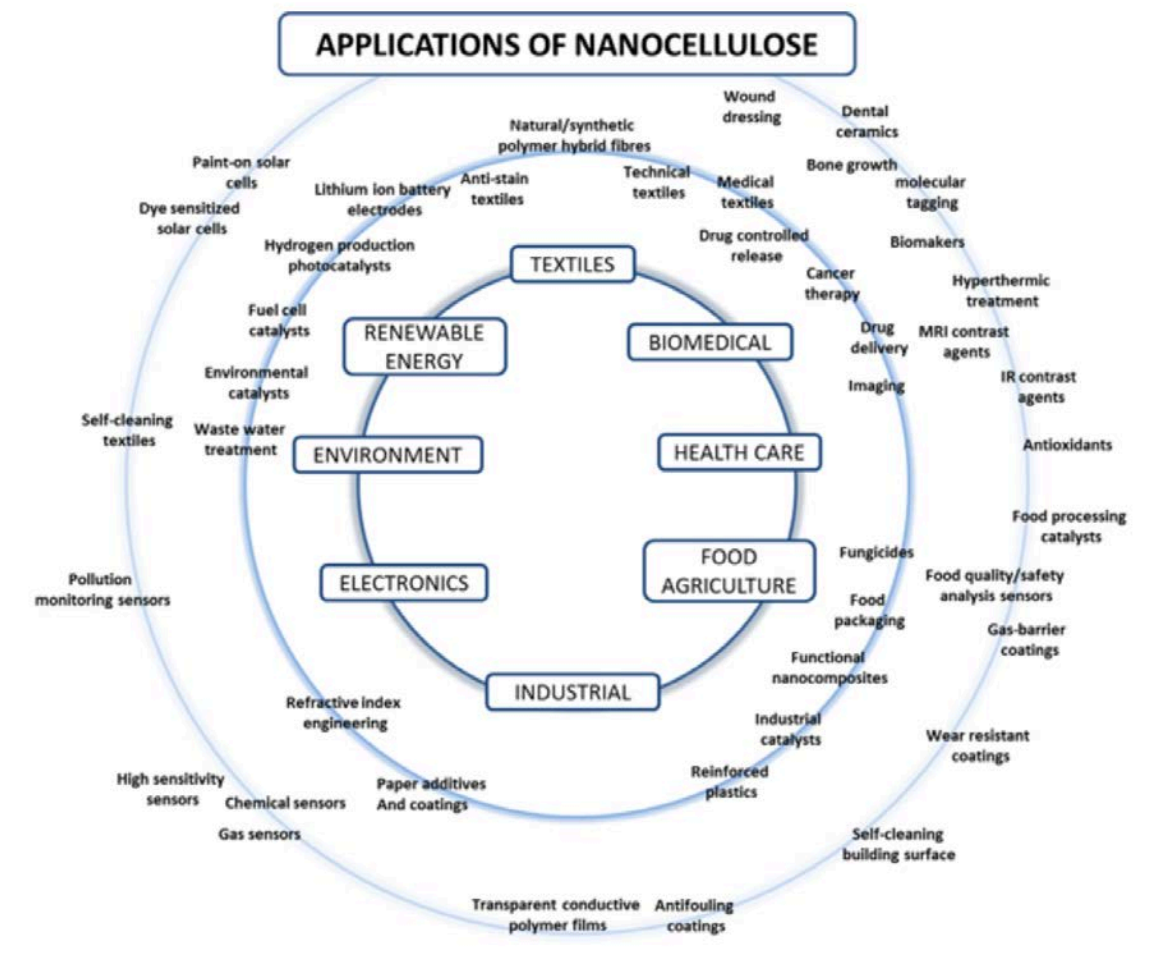 APPLICATIONS OF NANOCELLULOSE
Wound
dressing
Dental
ceramics
Natural/synthetic
polymer hybrid fibres
Paint-on solar
cells
Bone growth
Lithium ion battery
electrodes
Anti-stain
textiles
Technical
textiles
Medical
textiles
molecular
tagging
Dye sensitized
solar cells
Hydrogen production
photocatalysts
Drug controlled
release
Biomakers
TEXTILES
Cancer
therapy
Hyperthermic
treatment
Fuel cell
catalysts
RENEWABLE
ENERGY
BIOMEDICAL
Drug
delivery
MRI contrast
agents
Environmental
catalysts
Imaging
IR contrast
agents
Self-cleaning
textiles
Waste water
treatment
ENVIRONMENT
HEALTH CARE
Antioxidants
Food processing
catalysts
Pollution
monitoring sensors
ELECTRONICS
FOOD
AGRICULTURE
Fungicides
Food quality/safety
analysis sensors
Food
packaging
Gas-barrier
coatings
Functional
nanocomposites
INDUSTRIAL
Refractive index
engineering
Industrial
catalysts
Wear resistant
coatings
High sensitivity
sensors
Chemical sensors
Gas sensors
Paper additives
And coatings
Reinforced
plastics
Self-cleaning
building surface
Transparent conductive
polymer films
Antifouling
coatings